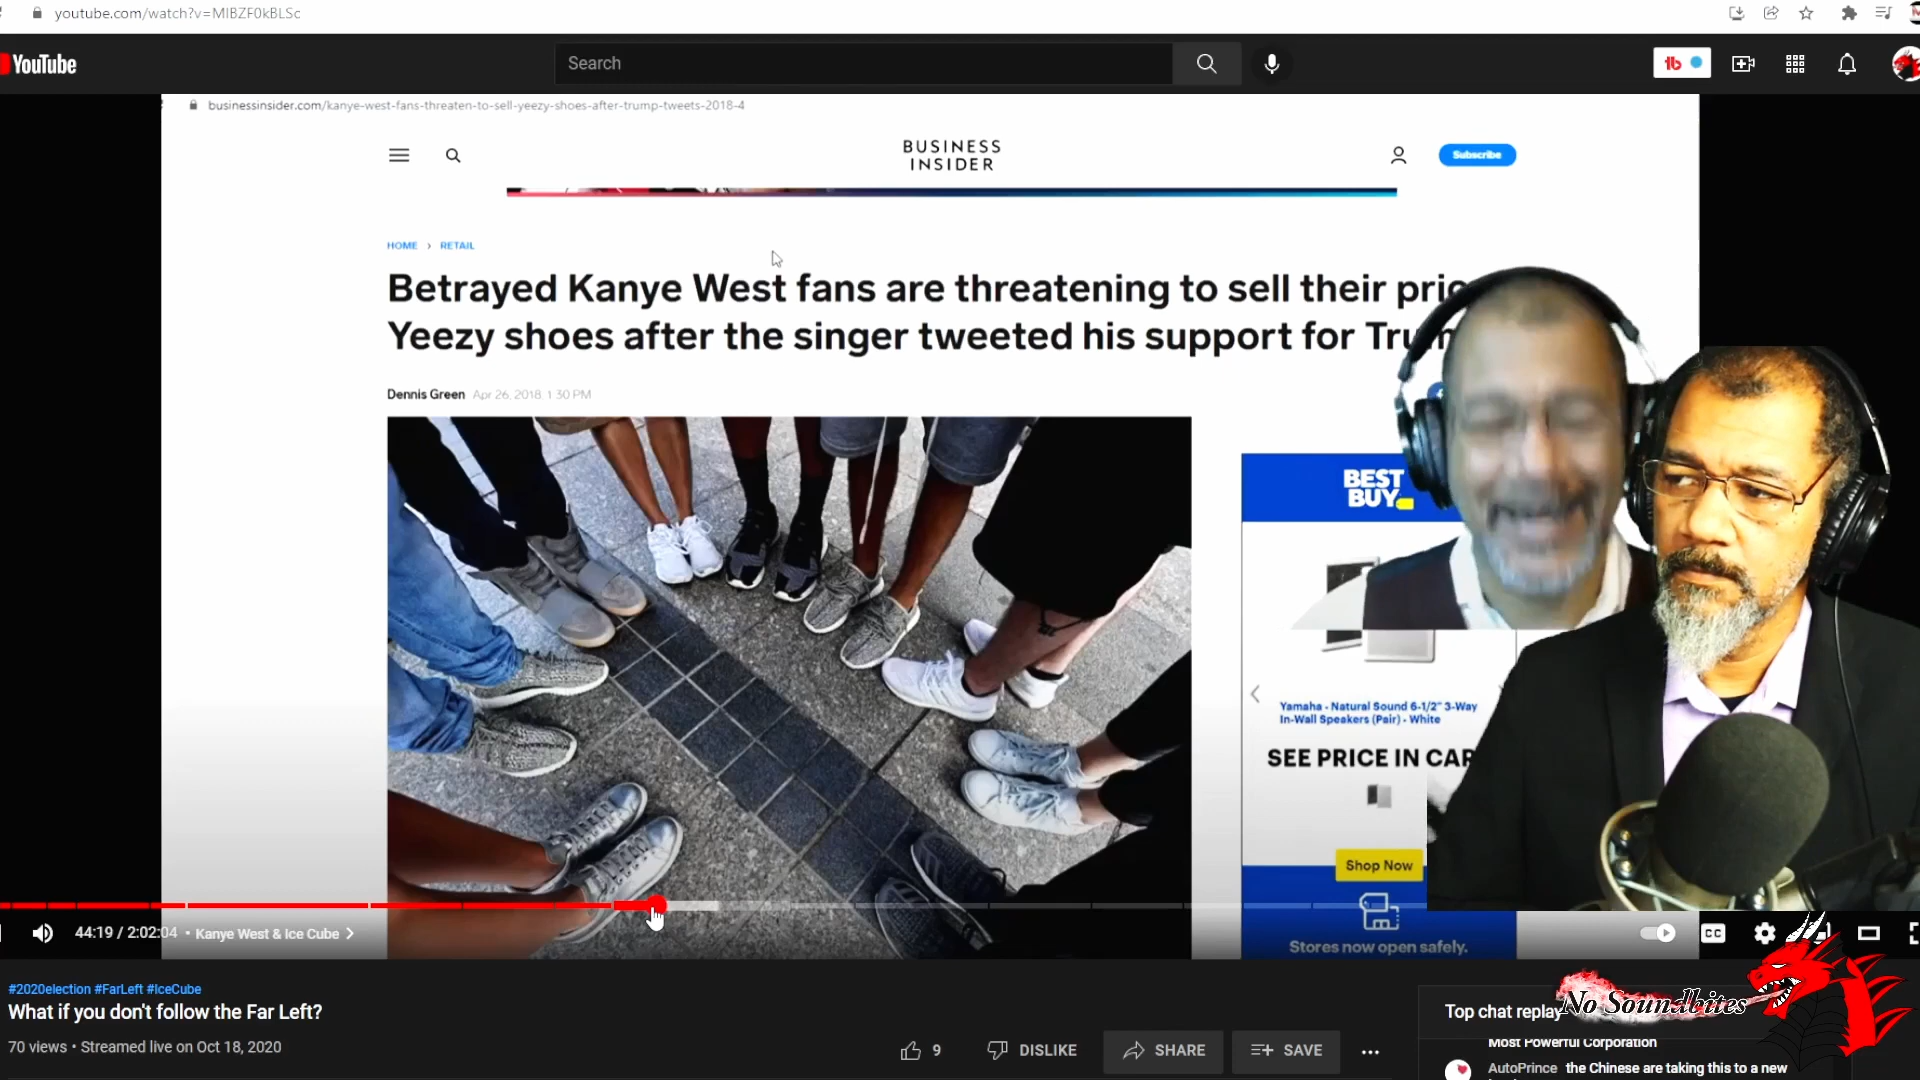 youtube.com/watch?v=MIBZF0kBLSc
YouTube
Search
businessinsider.com/kanye-west-fans-threaten-to-sell-yeezy-shoes-after-trump-tweets-2018-4
BUSINESS
INSIDER
Subscribe
HOME > RETAIL
Betrayed Kanye West fans are threatening to sell their
Yeezy shoes after the singer tweeted his support for
Dennis Green Apr 26, 2018, 1:30 PM
BEST
BUY
Yamaha - Natural Sound 6-1/2" 3-Way
In-Wall Speakers (Pair) - White
SEE PRICE IN
Shop Now
Stores now open safely.
44:19 / 2:02:04 • Kanye West & Ice Cube >
CC
#2020election #FarLeft #IceCube
What if you don't follow the Far Left?
70 views • Streamed live on Oct 18, 2020
9
DISLIKE
SHARE
SAVE
Top chat replay
No Soundbites
Most Powerful Corporation
AutoPrince the Chinese are taking this to a new